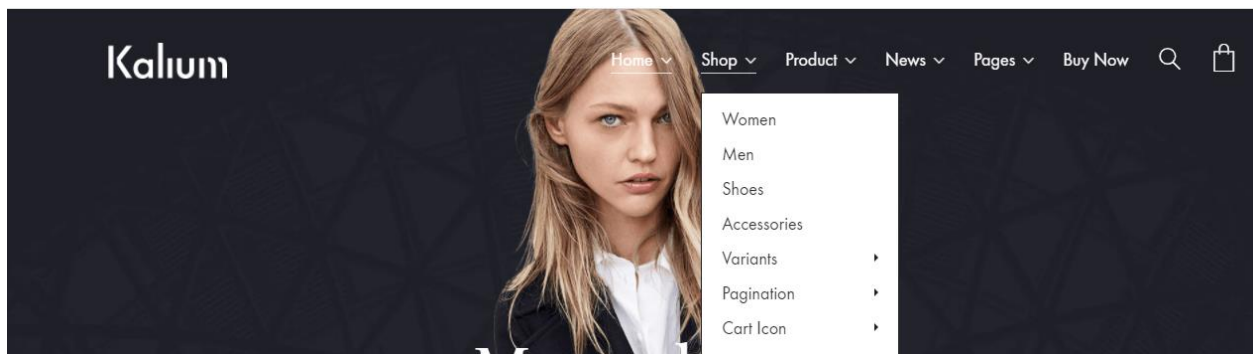 Kalium
Home Shop Product News Pages Buy Now
Women
Men
Shoes
Accessories
Variants
Pagination
Cart Icon